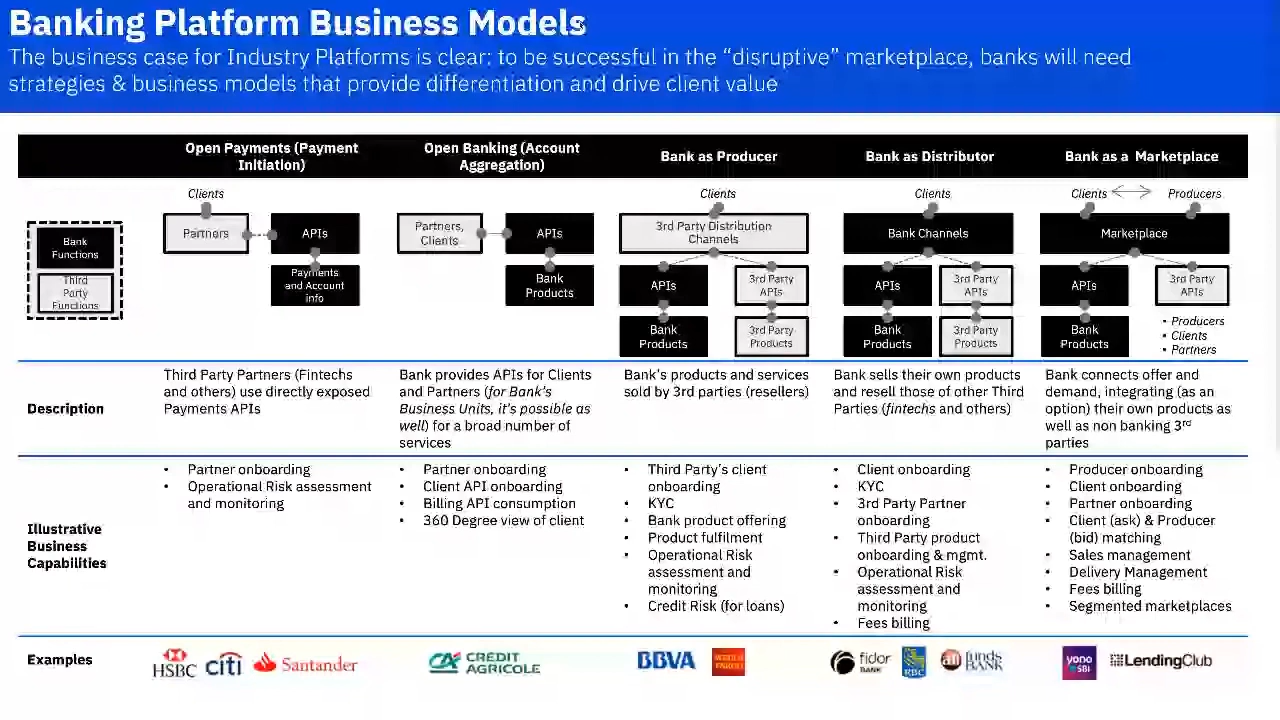 Banking Platform Business Models
The business case for Industry Platforms is clear: to be successful in the “disruptive” marketplace, banks will need
strategies & business models that provide differentiation and drive client value
Open Payments (Payment
Initiation)
Open Banking (Account
Aggregation)
Bank as Producer
Bank as Distributor
Bank as a Marketplace
Bank
Functions
Third
Party
Functions
Clients
Partners
APIs
Payments
and Account
info
Partners,
Clients
APIs
Bank
Products
Clients
3rd Party Distribution
Channels
APIs
3rd Party
APIs
Bank
Products
3rd Party
Products
Clients
Bank Channels
APIs
3rd Party
APIs
Bank
Products
3rd Party
Products
Clients
Producers
Marketplace
APIs
3rd Party
APIs
Bank
Products
• Producers
• Clients
• Partners
Description
Third Party Partners (Fintechs
and others) use directly exposed
Payments APIs
Bank provides APIs for Clients
and Partners (for Bank’s
Business Units, it’s possible as
well) for a broad number of
services
Bank’s products and services
sold by 3rd parties (resellers)
Bank sells their own products
and resell those of other Third
Parties (fintechs and others)
Bank connects offer and
demand, integrating (as an
option) their own products as
well as non banking 3rd
parties
Illustrative
Business
Capabilities
• Partner onboarding
• Operational Risk assessment
and monitoring
• Partner onboarding
• Client API onboarding
• Billing API consumption
• 360 Degree view of client
• Third Party’s client
onboarding
• KYC
• Bank product offering
• Product fulfilment
• Operational Risk
assessment and
monitoring
• Credit Risk (for loans)
• Client onboarding
• KYC
• 3rd Party Partner
onboarding
• Third Party product
onboarding & mgmt.
• Operational Risk
assessment and
monitoring
• Fees billing
• Producer onboarding
• Client onboarding
• Partner onboarding
• Client (ask) & Producer
(bid) matching
• Sales management
• Delivery Management
• Fees billing
• Segmented marketplaces
Examples
HSBC
citi
Santander
CA
CRÉDIT
AGRICOLE
BBVA
WELLS
FARGO
fidor
BANK
RBC
all funds
BANK
yono
SBI
LendingClub